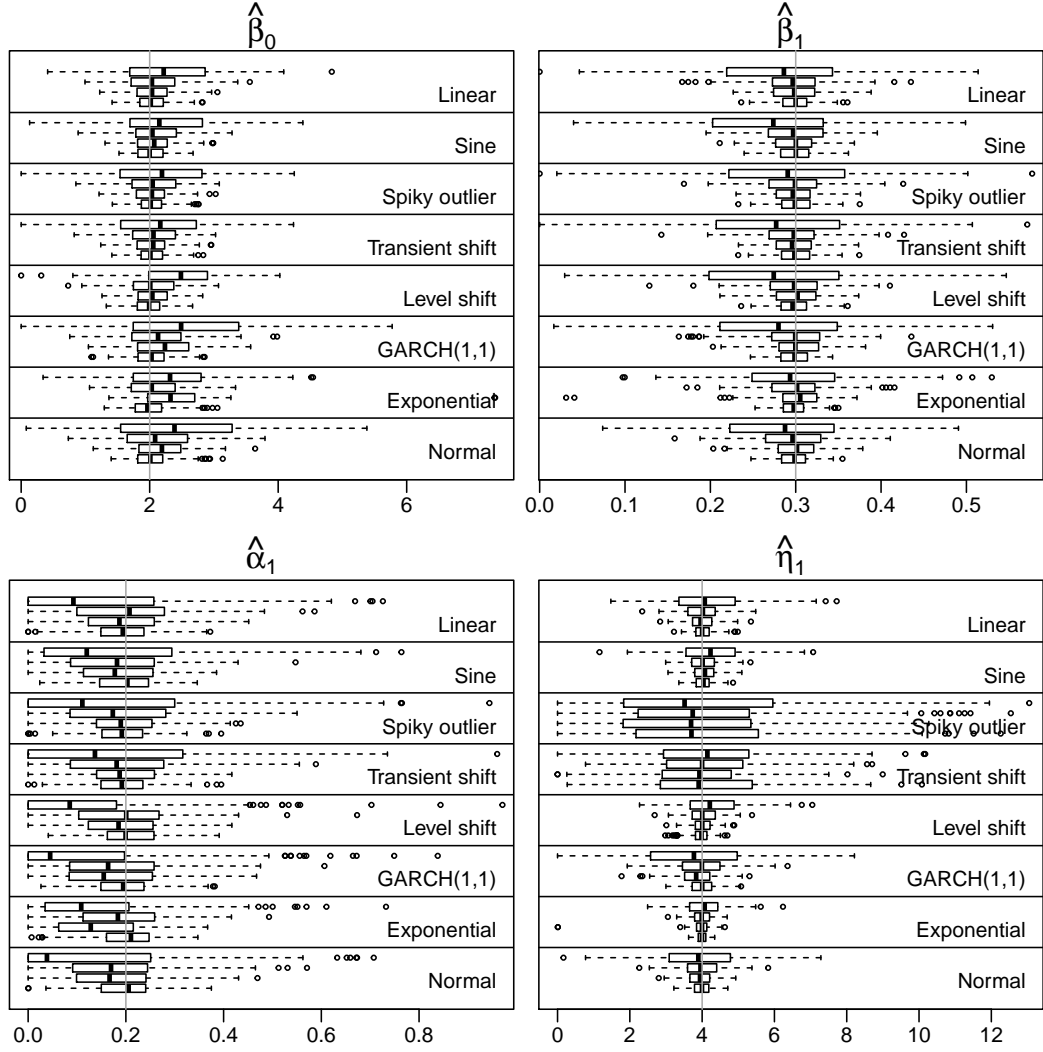 β̂0
Linear
Sine
Spiky outlier
Transient shift
Level shift
GARCH(1,1)
Exponential
Normal
0 2 4 6
β̂1
Linear
Sine
Spiky outlier
Transient shift
Level shift
GARCH(1,1)
Exponential
Normal
0.0 0.1 0.2 0.3 0.4 0.5
α̂1
Linear
Sine
Spiky outlier
Transient shift
Level shift
GARCH(1,1)
Exponential
Normal
0.0 0.2 0.4 0.6 0.8
η̂1
Linear
Sine
Spiky outlier
Transient shift
Level shift
GARCH(1,1)
Exponential
Normal
0 2 4 6 8 10 12